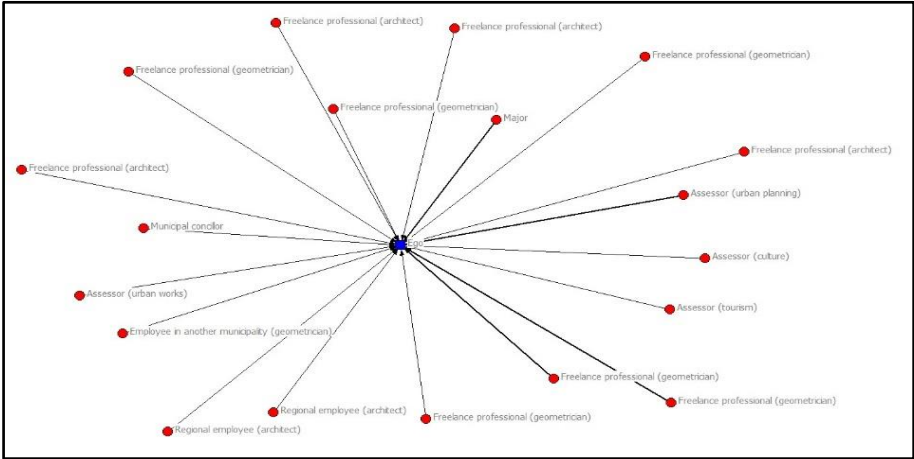 Freelance professional (architect)
Freelance professional (architect)
Freelance professional (geometrician)
Freelance professional (geometrician)
Freelance professional (geometrician)
Major
Freelance professional (architect)
Freelance professional (architect)
Assessor (urban planning)
Municipal concilor
Ego
Assessor (culture)
Assessor (urban works)
Assessor (tourism)
Employee in another municipality (geometrician)
Freelance professional (geometrician)
Freelance professional (geometrician)
Regional employee (architect)
Freelance professional (geometrician)
Regional employee (architect)